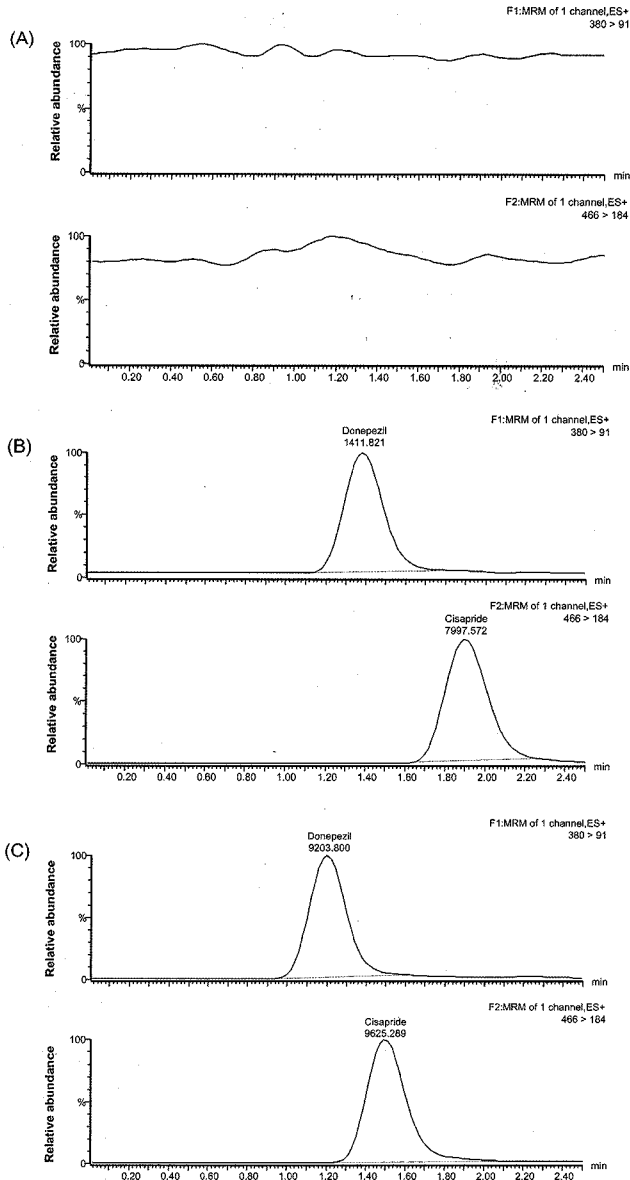 (A)
F1:MRM of 1 channel,ES+
380 > 91
Relative abundance
100
%
0
min
F2:MRM of 1 channel,ES+
466 > 184
Relative abundance
100
%
0
0.20 0.40 0.60 0.80 1.00 1.20 1.40 1.60 1.80 2.00 2.20 2.40
min
(B)
F1:MRM of 1 channel,ES+
380 > 91
Donepezil
1411.821
Relative abundance
100
%
0
min
F2:MRM of 1 channel,ES+
466 > 184
Cisapride
7997.572
Relative abundance
100
%
0
0.20 0.40 0.60 0.80 1.00 1.20 1.40 1.60 1.80 2.00 2.20 2.40
min
(C)
F1:MRM of 1 channel,ES+
380 > 91
Donepezil
9203.800
Relative abundance
100
%
0
min
F2:MRM of 1 channel,ES+
466 > 184
Cisapride
9625.289
Relative abundance
100
%
0
0.20 0.40 0.60 0.80 1.00 1.20 1.40 1.60 1.80 2.00 2.20 2.40
min